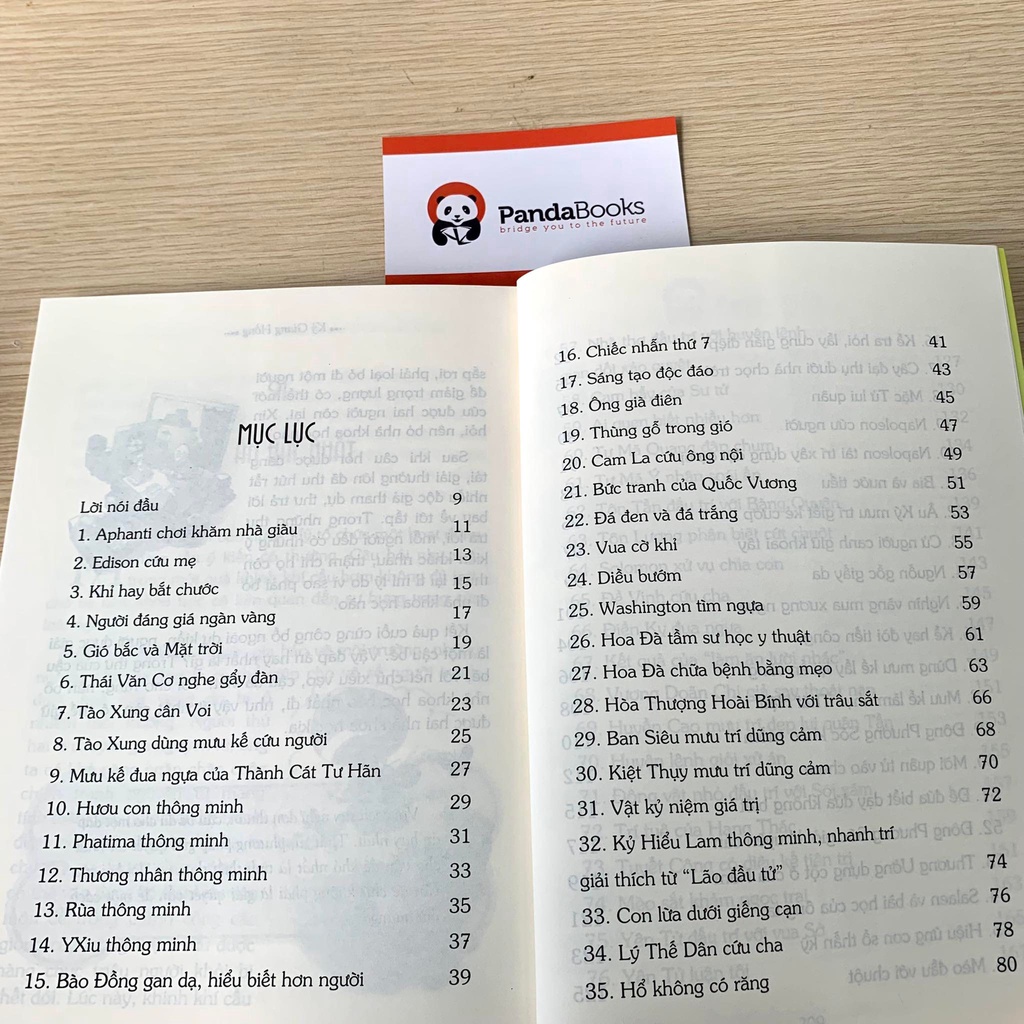 PandaBooks
bridge you to the future
MỤC LỤC
Lời nói đầu 9
1. Aphanti chơi khăm nhà giàu 11
2. Edison cứu mẹ 13
3. Khỉ hay bắt chước 15
4. Người đáng giá ngàn vàng 17
5. Gió bắc và Mặt trời 19
6. Thái Văn Cơ nghe gẩy đàn 21
7. Tào Xung cân Voi 23
8. Tào Xung dùng mưu kế cứu người 25
9. Mưu kế đua ngựa của Thành Cát Tư Hãn 27
10. Hươu con thông minh 29
11. Phatima thông minh 31
12. Thương nhân thông minh 33
13. Rùa thông minh 35
14. YXiu thông minh 37
15. Bào Đồng gan dạ, hiểu biết hơn người 39
16. Chiếc nhẫn thứ 7 41
17. Sáng tạo độc đáo 43
18. Ông già điên 45
19. Thùng gỗ trong gió 47
20. Cam La cứu ông nội 49
21. Bức tranh của Quốc Vương 51
22. Đá đen và đá trắng 53
23. Vua cờ khỉ 55
24. Diều bướm 57
25. Washington tìm ngựa 59
26. Hoa Đà tầm sư học y thuật 61
27. Hoa Đà chữa bệnh bằng mẹo 63
28. Hòa Thượng Hoài Bính với trâu sắt 66
29. Ban Siêu mưu trí dũng cảm 68
30. Kiệt Thụy mưu trí dũng cảm 70
31. Vật kỷ niệm giá trị 72
32. Kỷ Hiểu Lam thông minh, nhanh trí
giải thích từ “Lão đầu tử” 74
33. Con lừa dưới giếng cạn 76
34. Lý Thế Dân cứu cha 78
35. Hổ không có răng 80